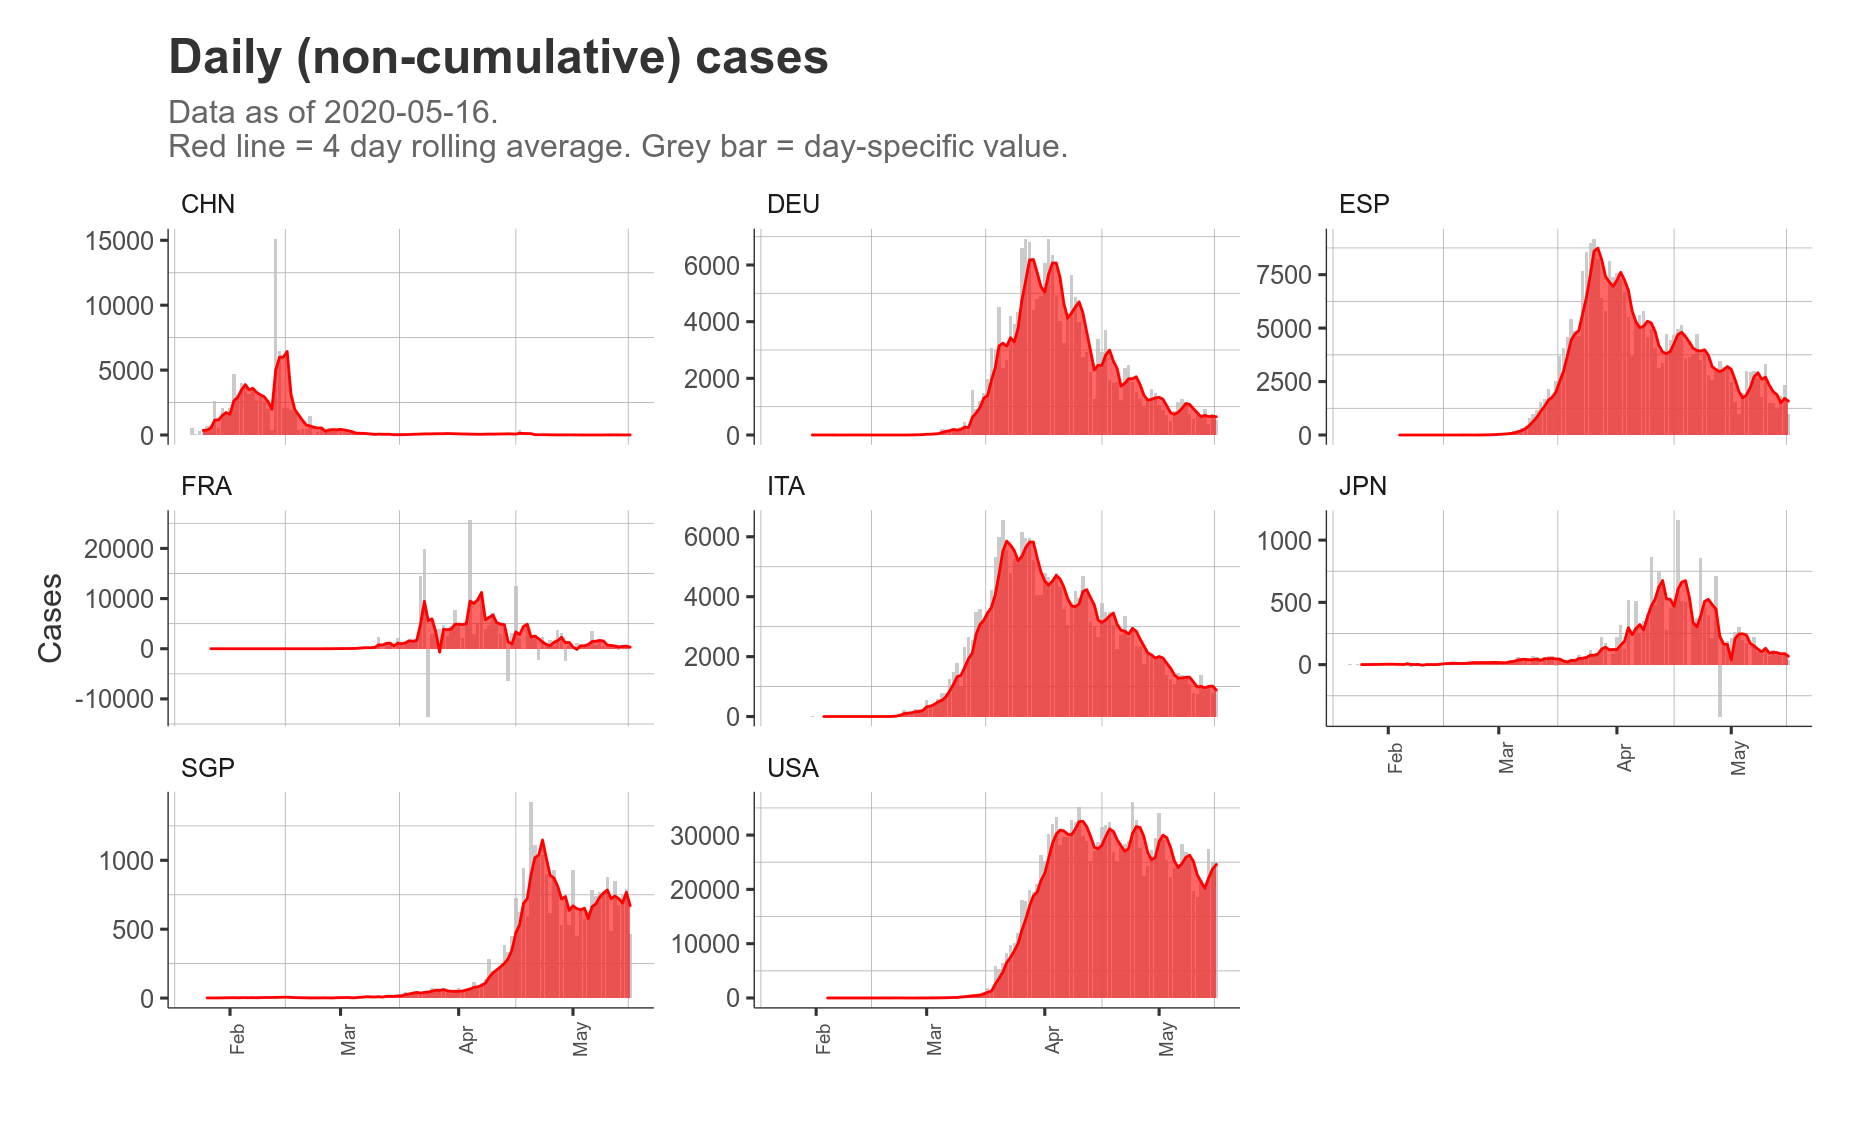 Daily (non-cumulative) cases
Data as of 2020-05-16.
Red line = 4 day rolling average. Grey bar = day-specific value.
Cases
CHN
15000
10000
5000
0
DEU
6000
4000
2000
0
ESP
7500
5000
2500
0
FRA
20000
10000
0
-10000
ITA
6000
4000
2000
0
JPN
1000
500
0
Feb
Mar
Apr
May
SGP
1000
500
0
Feb
Mar
Apr
May
USA
30000
20000
10000
0
Feb
Mar
Apr
May